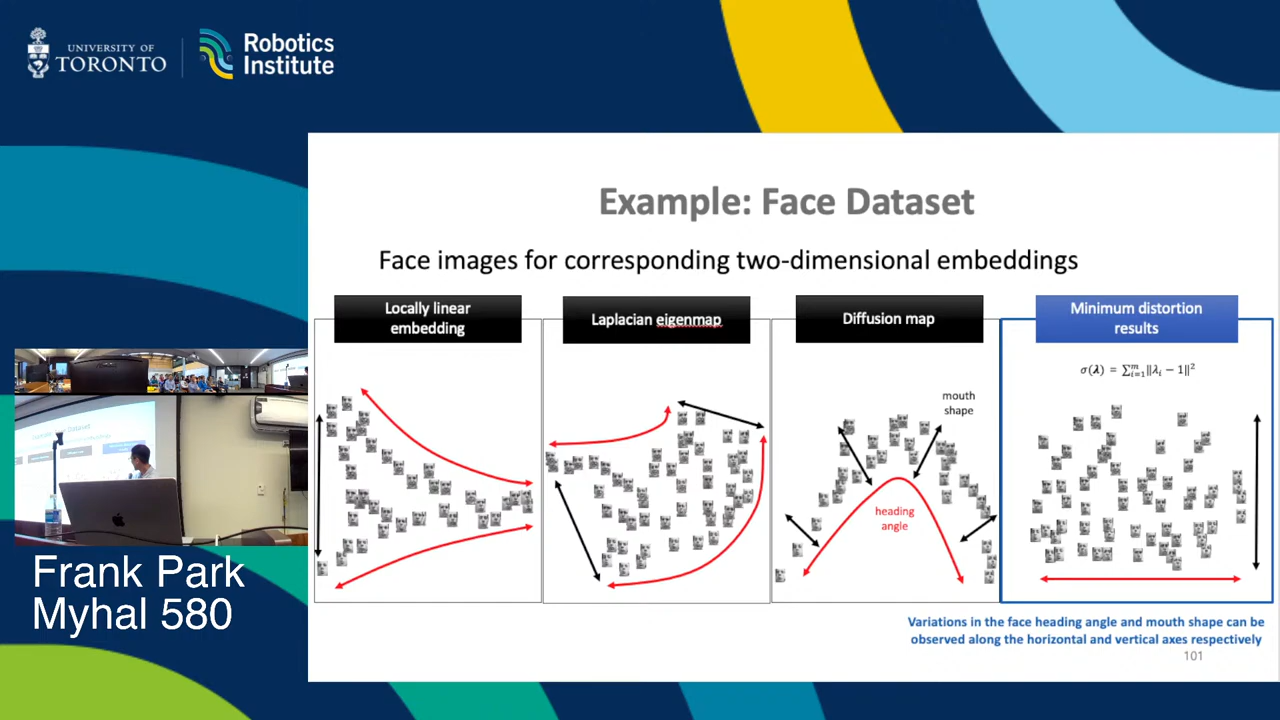 UNIVERSITY OF
TORONTO
Robotics
Institute
Example: Face Dataset
Face images for corresponding two-dimensional embeddings
Locally linear
embedding
Laplacian eigenmap
Diffusion map
Minimum distortion
results
σ(λ) = Σᵢ₌₁ᵐ‖λᵢ − 1‖²
mouth
shape
heading
angle
Variations in the face heading angle and mouth shape can be
observed along the horizontal and vertical axes respectively
101
Frank Park
Myhal 580